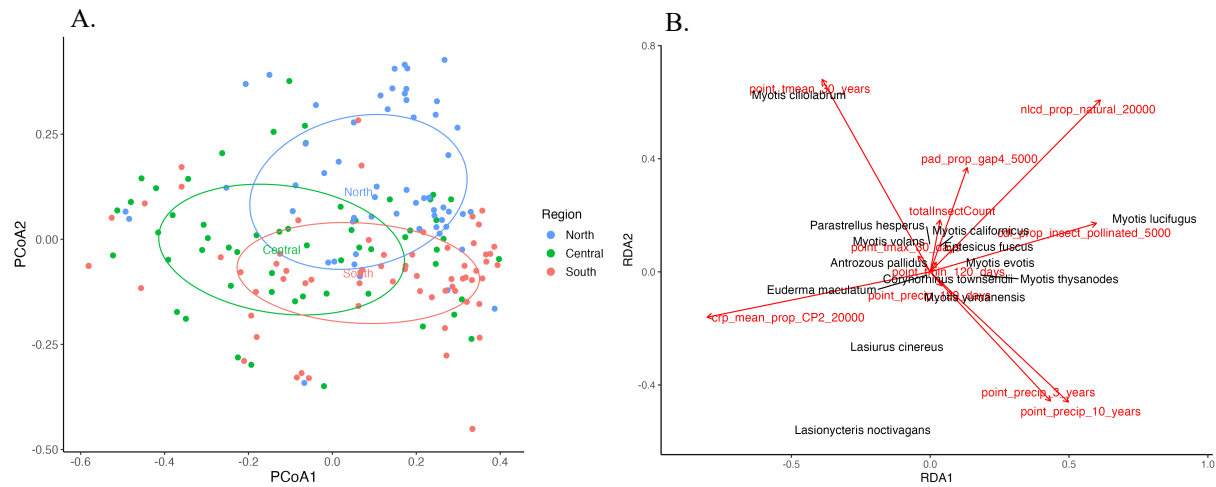 A.
B.
PCoA2
0.25
0.00
-0.25
-0.50
-0.6
-0.4
-0.2
0.0
0.2
0.4
PCoA1
North
Central
South
Region
North
Central
South
RDA2
0.8
0.4
0.0
-0.4
-0.5
0.0
0.5
1.0
RDA1
point_tmean_30_years
Myotis ciliolabrum
nlcd_prop_natural_20000
pad_prop_gap4_5000
totalInsectCount
Myotis lucifugus
Parastrellus hesperus
Myotis californicus
cdl_prop_insect_pollinated_5000
Myotis volans
Eptesicus fuscus
Antrozous pallidus
Myotis evotis
Corynorhinus townsendii
Myotis thysanodes
Euderma maculatum
Myotis yumanensis
crp_mean_prop_CP2_20000
Lasiurus cinereus
point_precip_3_years
point_precip_10_years
Lasionycteris noctivagans